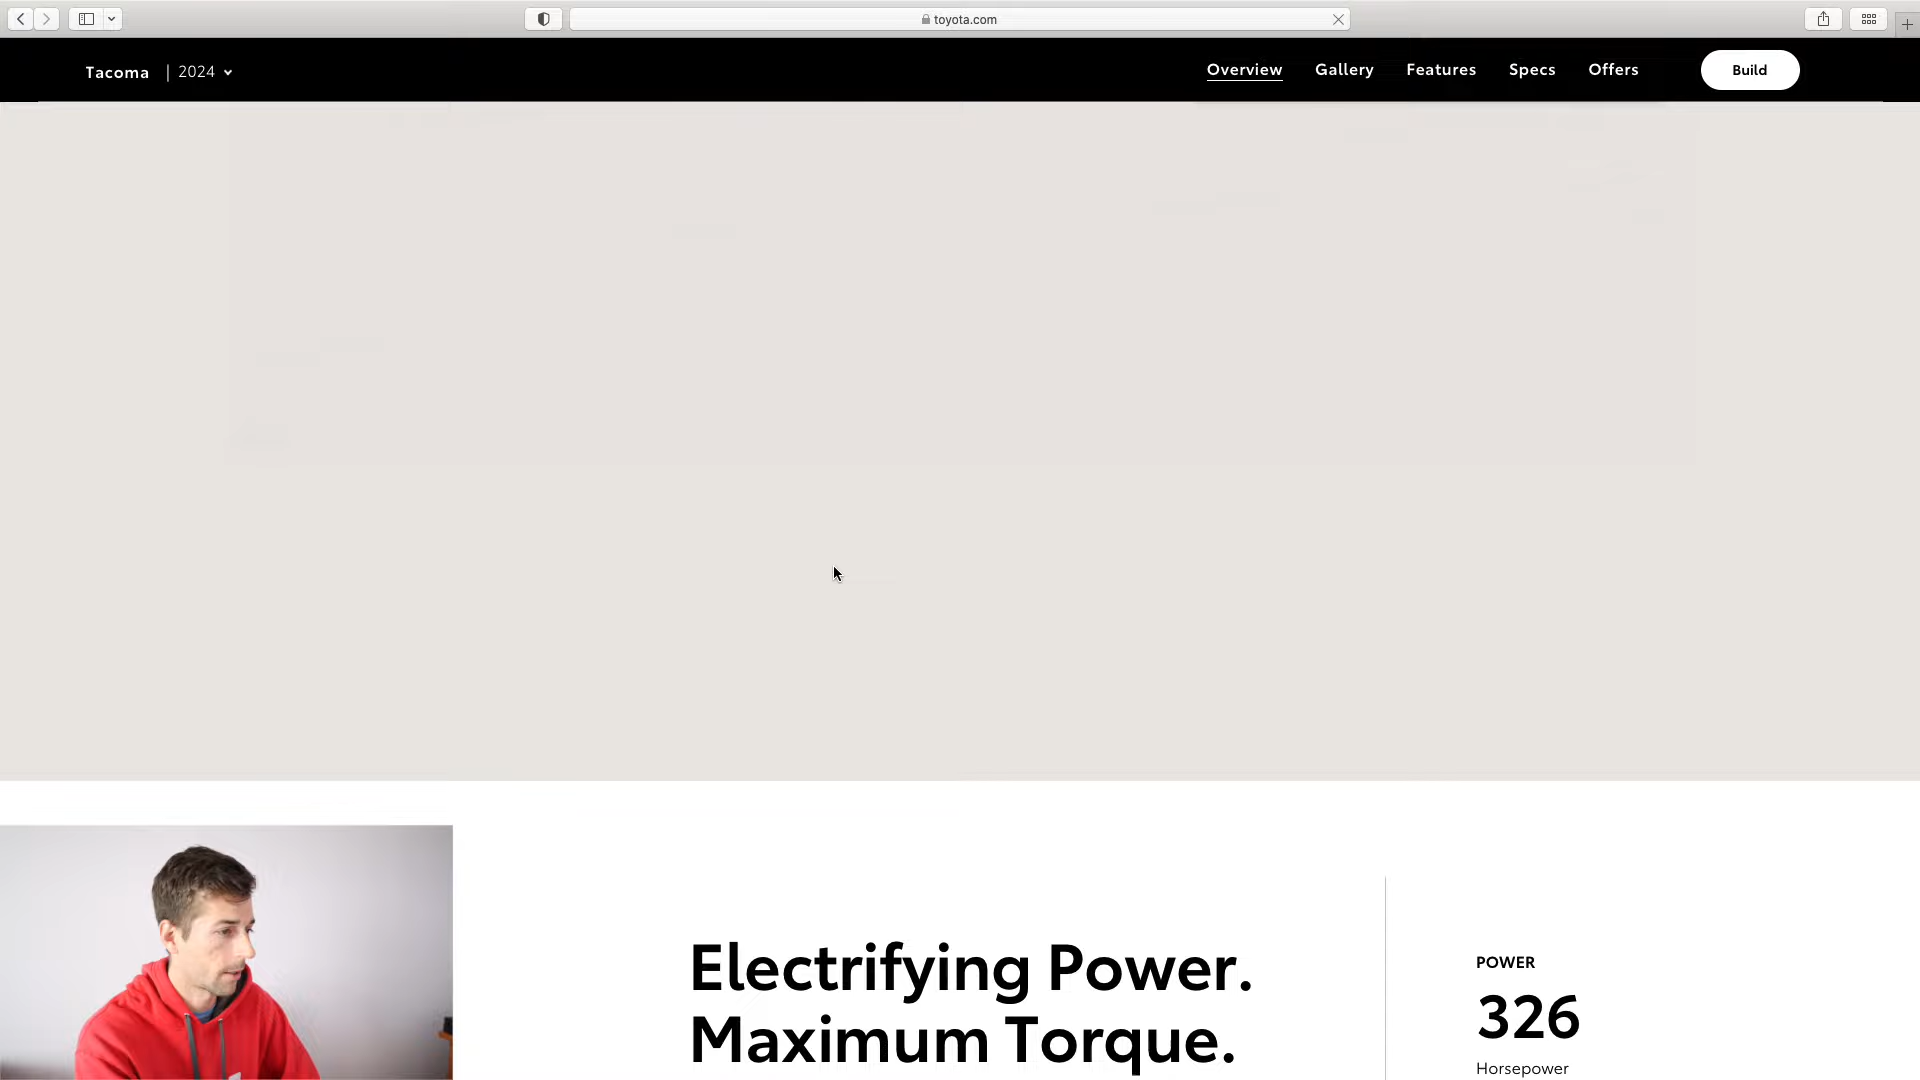 toyota.com
Tacoma | 2024
Overview Gallery Features Specs Offers Build
Electrifying Power.
Maximum Torque.
POWER
326
Horsepower